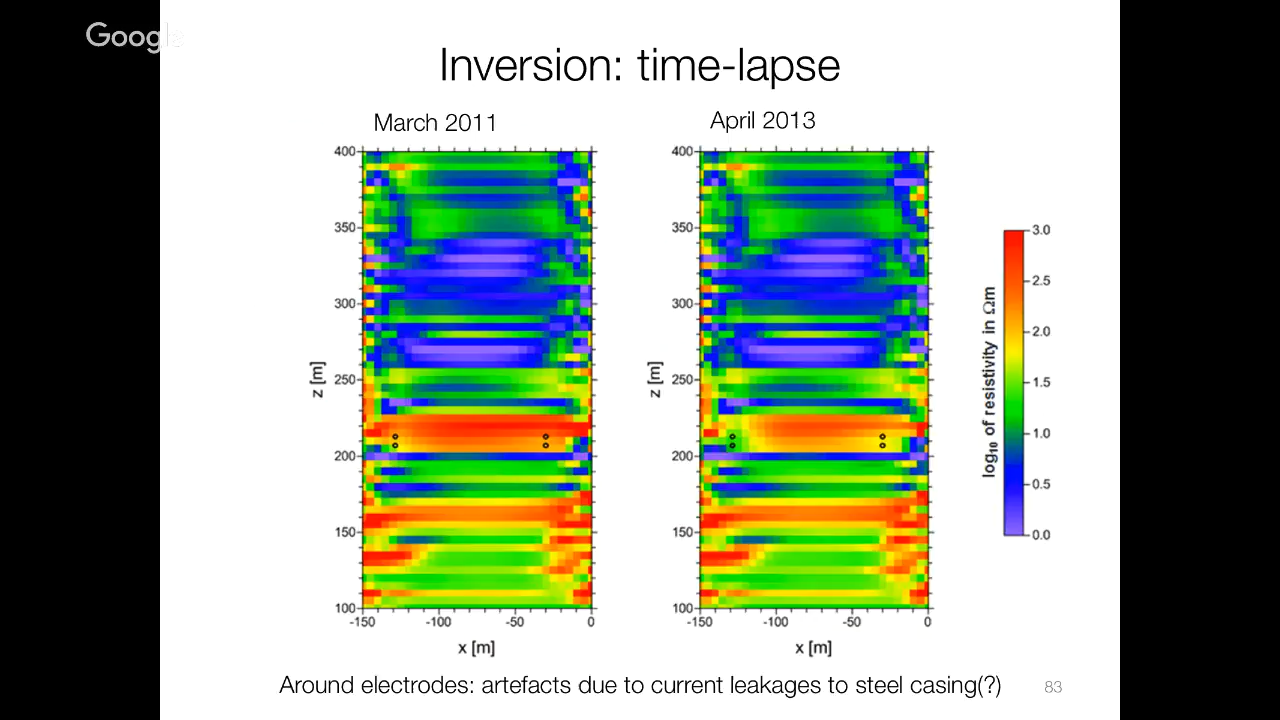 Google
Inversion: time-lapse
March 2011
April 2013
400
350
300
250
200
150
100
z [m]
-150 -100 -50 0
x [m]
400
350
300
250
200
150
100
z [m]
-150 -100 -50 0
x [m]
3.0
2.5
2.0
1.5
1.0
0.5
0.0
log₁₀ of resistivity in Ωm
Around electrodes: artefacts due to current leakages to steel casing(?)
83